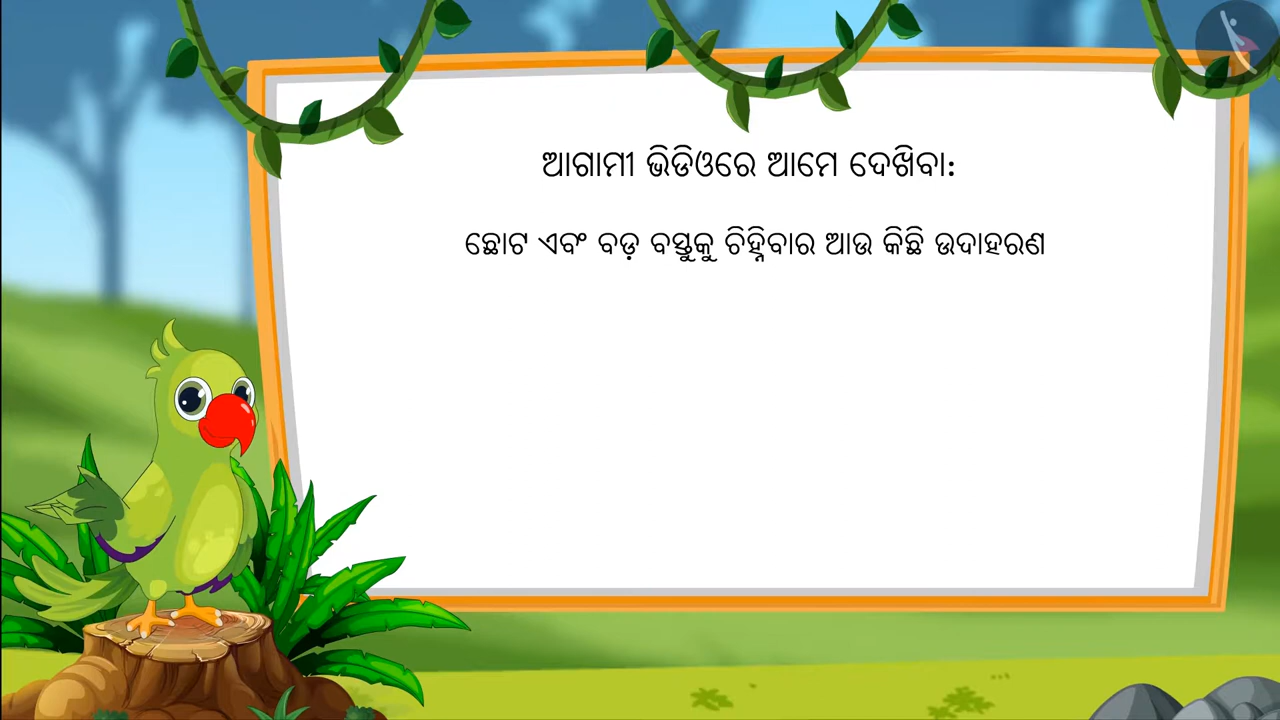 ଆଗାମୀ ଭିଡିଓରେ ଆମେ ଦେଖିବା:
ଛୋଟ ଏବଂ ବଡ଼ ବସ୍ତୁକୁ ଚିହ୍ନିବାର ଆଉ କିଛି ଉଦାହରଣ